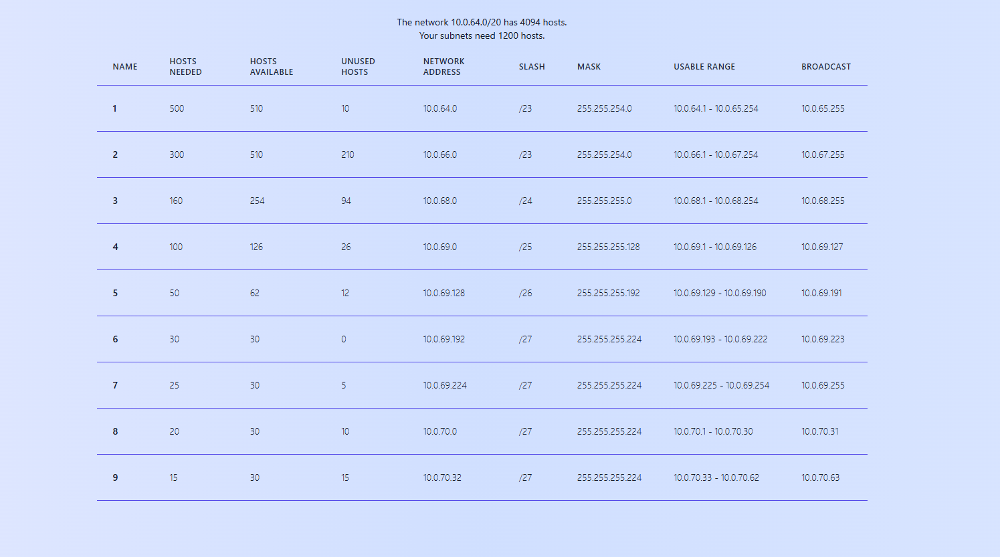 The network 10.0.64.0/20 has 4094 hosts.
Your subnets need 1200 hosts.
NAME HOSTS NEEDED HOSTS AVAILABLE UNUSED HOSTS NETWORK ADDRESS SLASH MASK USABLE RANGE BROADCAST
1 500 510 10 10.0.64.0 /23 255.255.254.0 10.0.64.1 - 10.0.65.254 10.0.65.255
2 300 510 210 10.0.66.0 /23 255.255.254.0 10.0.66.1 - 10.0.67.254 10.0.67.255
3 160 254 94 10.0.68.0 /24 255.255.255.0 10.0.68.1 - 10.0.68.254 10.0.68.255
4 100 126 26 10.0.69.0 /25 255.255.255.128 10.0.69.1 - 10.0.69.126 10.0.69.127
5 50 62 12 10.0.69.128 /26 255.255.255.192 10.0.69.129 - 10.0.69.190 10.0.69.191
6 30 30 0 10.0.69.192 /27 255.255.255.224 10.0.69.193 - 10.0.69.222 10.0.69.223
7 25 30 5 10.0.69.224 /27 255.255.255.224 10.0.69.225 - 10.0.69.254 10.0.69.255
8 20 30 10 10.0.70.0 /27 255.255.255.224 10.0.70.1 - 10.0.70.30 10.0.70.31
9 15 30 15 10.0.70.32 /27 255.255.255.224 10.0.70.33 - 10.0.70.62 10.0.70.63